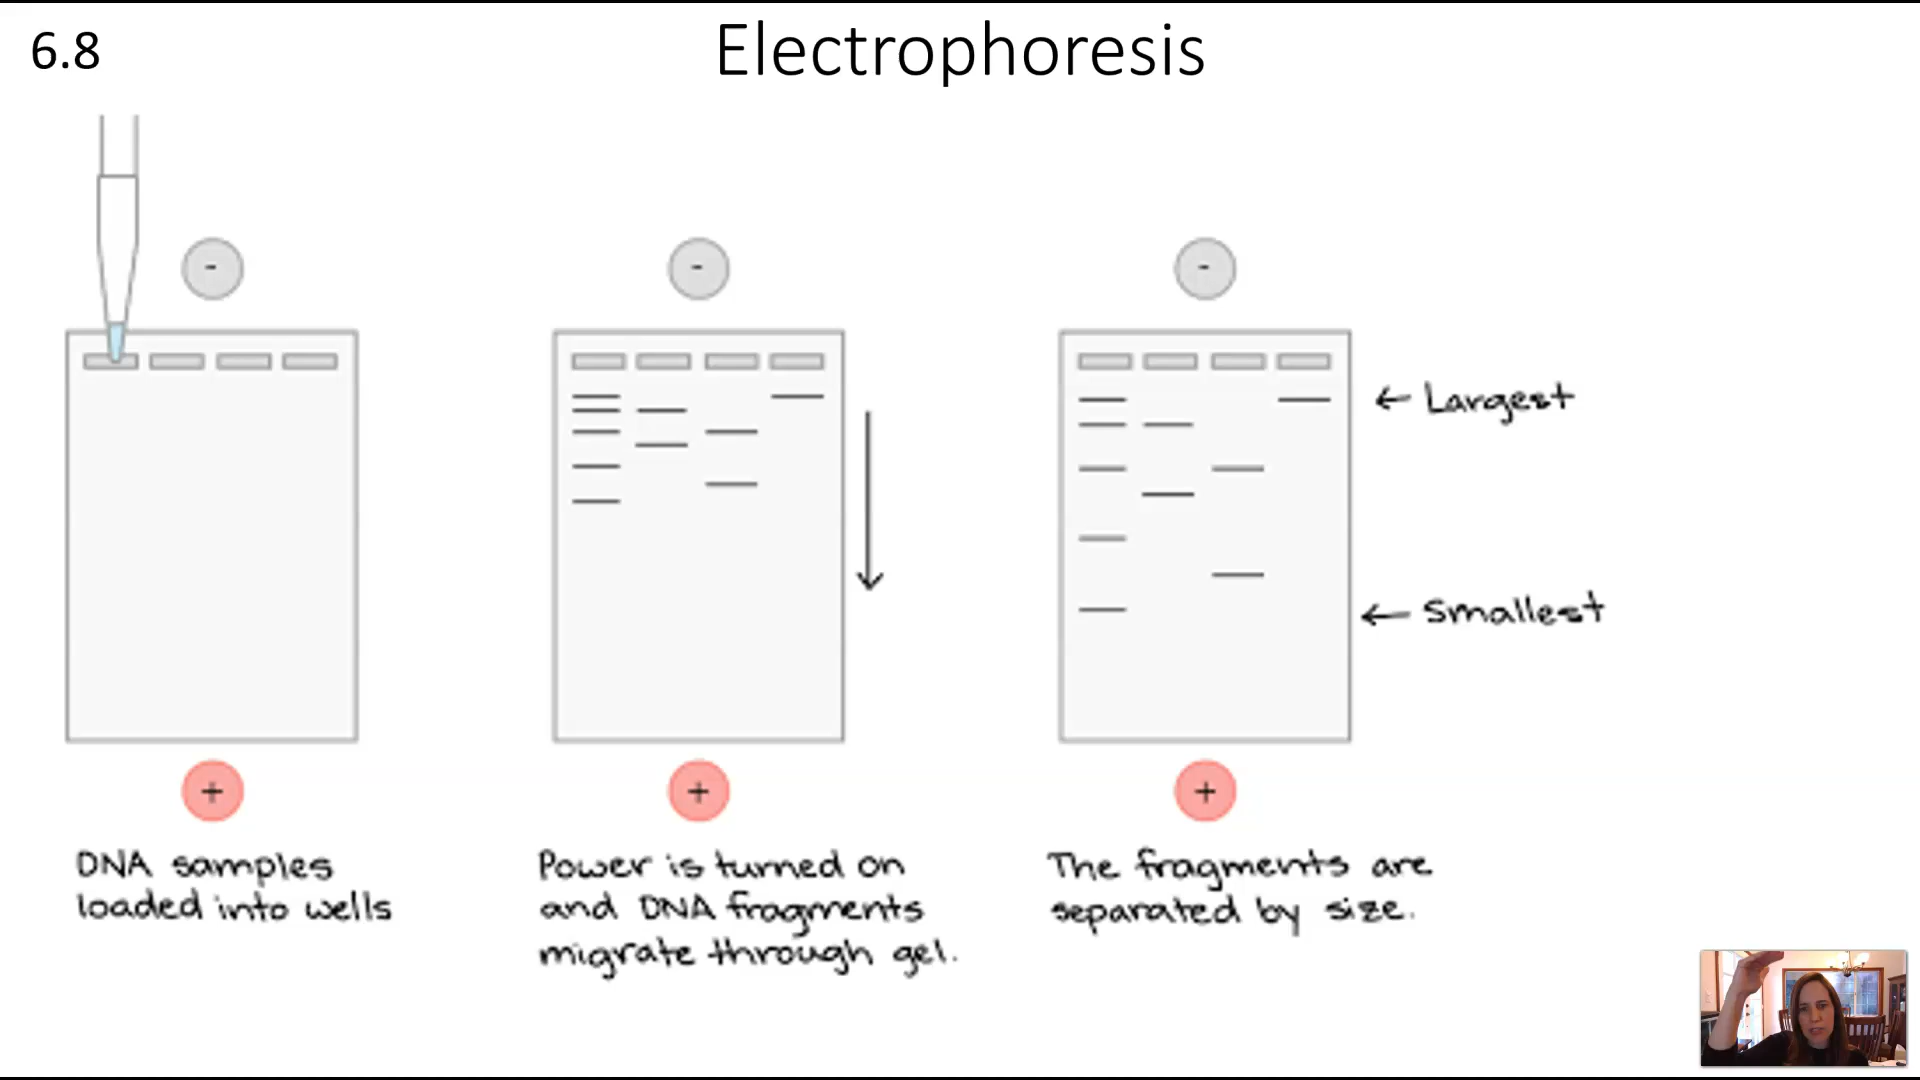 6.8
Electrophoresis
-
-
-
← Largest
← Smallest
+
+
+
DNA samples
loaded into wells
Power is turned on
and DNA fragments
migrate through gel.
The fragments are
separated by size.